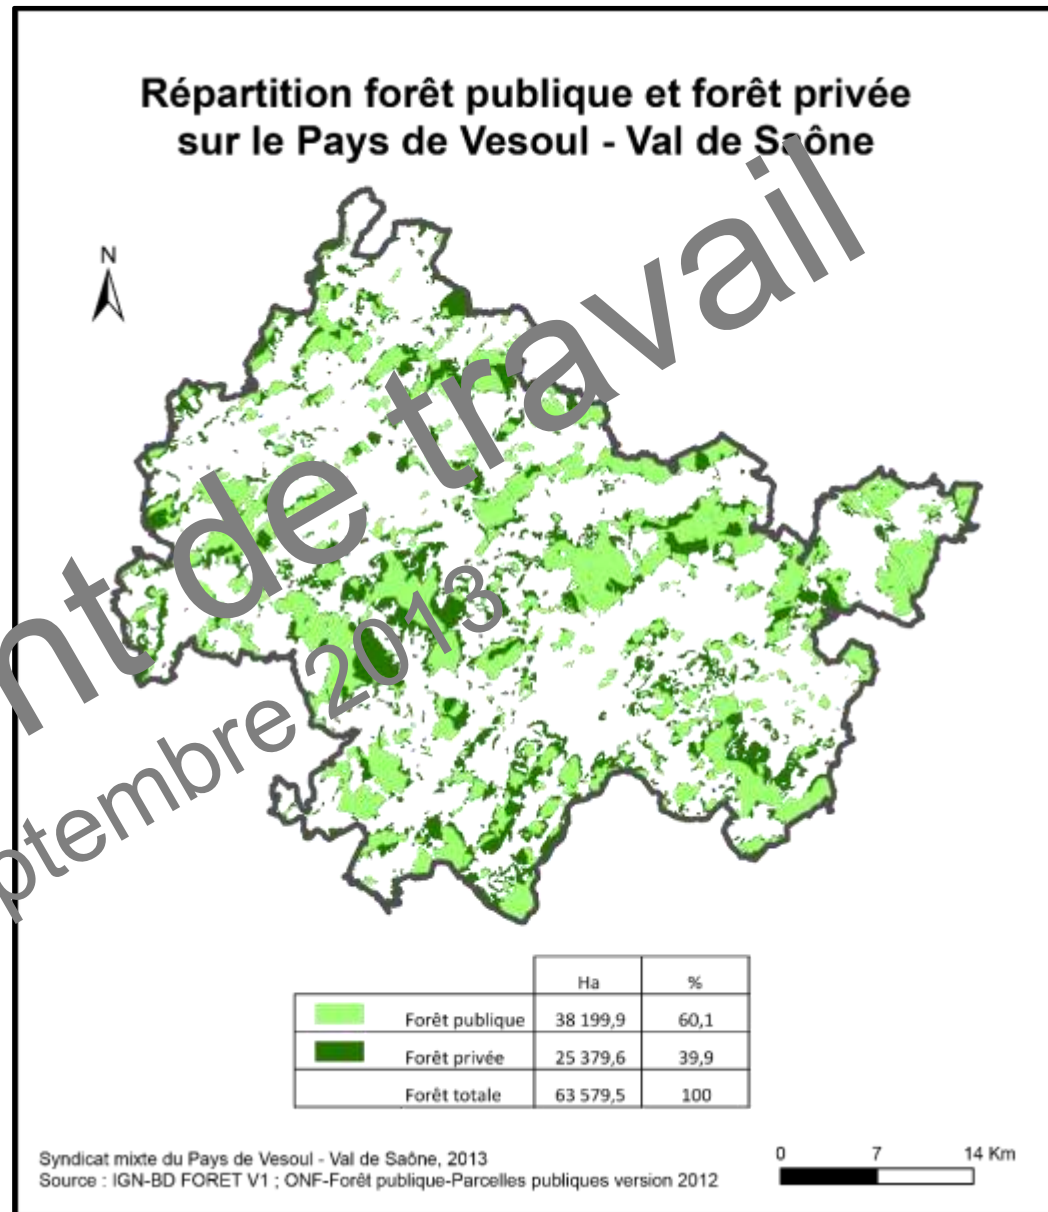 Répartition forêt publique et forêt privée
sur le Pays de Vesoul - Val de Saône
N
de travail
2013
Ha %
Forêt publique 38 199,9 60,1
Forêt privée 25 379,6 39,9
Forêt totale 63 579,5 100
0 7 14 Km
Syndicat mixte du Pays de Vesoul - Val de Saône, 2013
Source : IGN-BD FORET V1 ; ONF-Forêt publique-Parcelles publiques version 2012